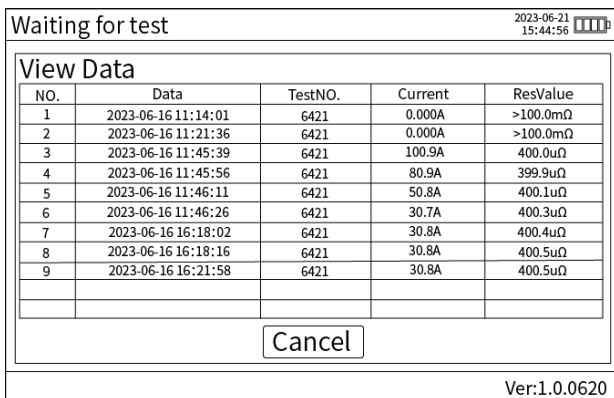 Waiting for test
2023-06-21
15:44:56
View Data
NO. Data TestNO. Current ResValue
1 2023-06-16 11:14:01 6421 0.000A >100.0mΩ
2 2023-06-16 11:21:36 6421 0.000A >100.0mΩ
3 2023-06-16 11:45:39 6421 100.9A 400.0uΩ
4 2023-06-16 11:45:56 6421 80.9A 399.9uΩ
5 2023-06-16 11:46:11 6421 50.8A 400.1uΩ
6 2023-06-16 11:46:26 6421 30.7A 400.3uΩ
7 2023-06-16 16:18:02 6421 30.8A 400.4uΩ
8 2023-06-16 16:18:16 6421 30.8A 400.5uΩ
9 2023-06-16 16:21:58 6421 30.8A 400.5uΩ
Cancel
Ver:1.0.0620